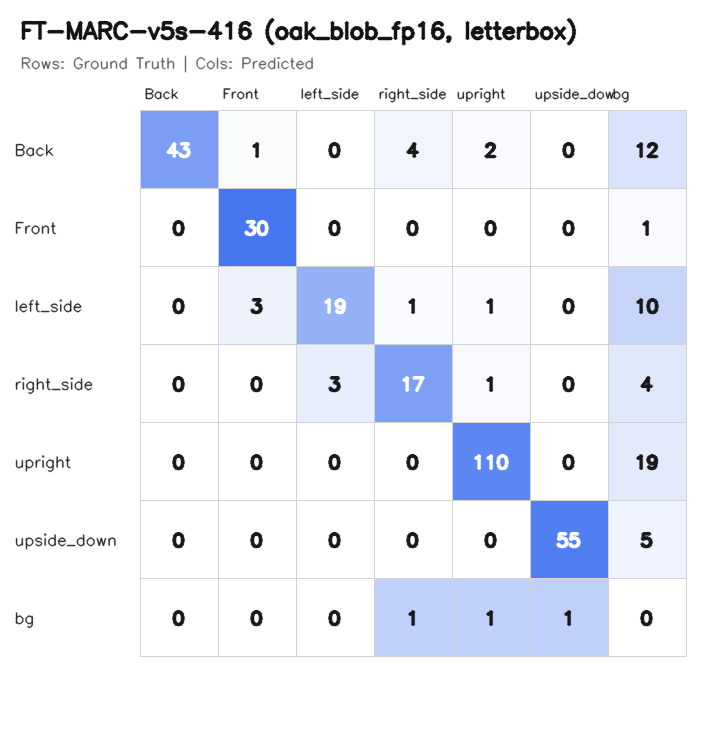 FT-MARC-v5s-416 (oak_blob_fp16, letterbox)
Rows: Ground Truth | Cols: Predicted
Back Front left_side right_side upright upside_dowbg
Back 43 1 0 4 2 0 12
Front 0 30 0 0 0 0 1
left_side 0 3 19 1 1 0 10
right_side 0 0 3 17 1 0 4
upright 0 0 0 0 110 0 19
upside_down 0 0 0 0 0 55 5
bg 0 0 0 1 1 1 0